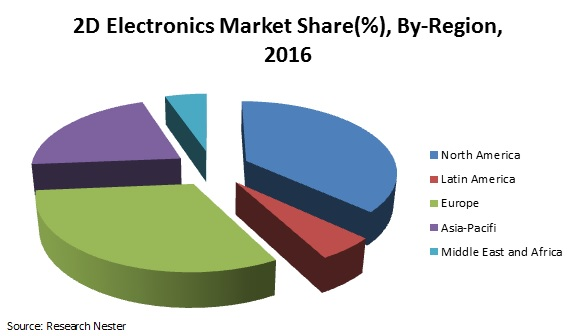 2D Electronics Market Share(%), By-Region,
2016
North America
Latin America
Europe
Asia-Pacifi
Middle East and Africa
Source: Research Nester